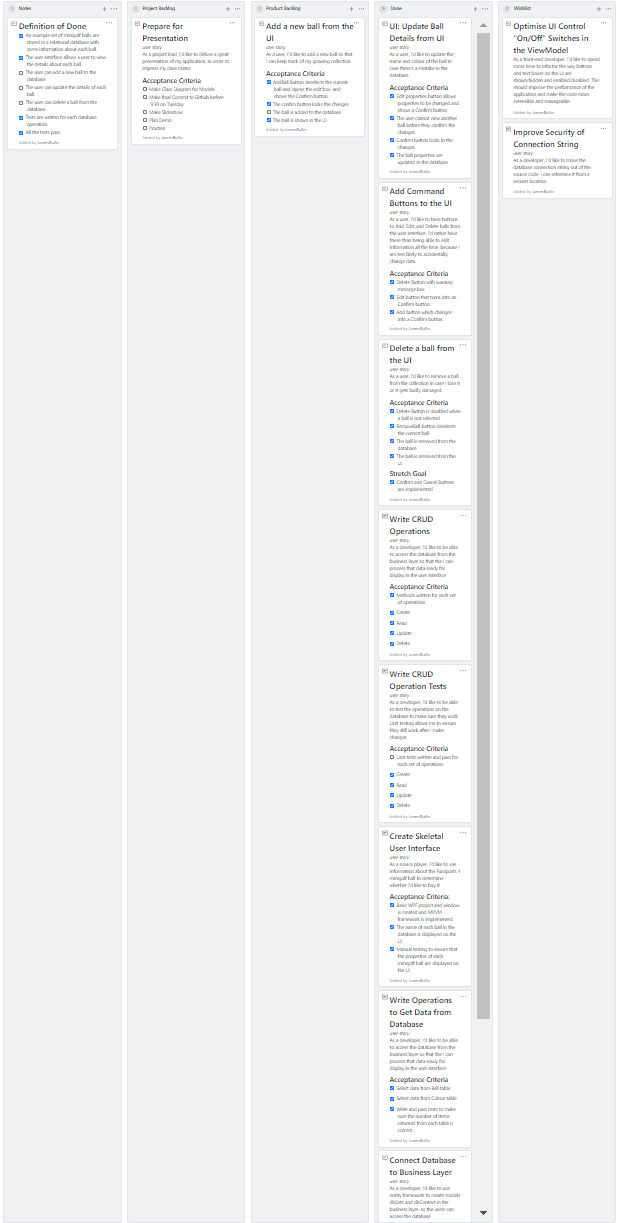 Notes
Definition of Done
An example set of minigolf balls are
stored in a relational database with
some information about each ball
The user interface allows a user to view
the details about each ball
The user can add a new ball to the
database.
The user can update the details of each
ball
The user can delete a ball from the
database
Tests are written for each database
operation
All the tests pass
Added by
Project Backlog
Prepare for
Presentation
user story
As a project lead, I'd like to deliver a great
presentation of my application, in order to
impress my class mates
Acceptance Criteria
Make Class Diagram for Models
Make final Commit to Github before
9:30 on Tuesday
Make Slideshow
Plan Demo
Practise
Added by
Product Backlog
Add a new ball from the
UI
user story
As a user, I'd like to add a new ball so that
I can keep track of my growing collection
Acceptance Criteria
AddBall Button deselects the current
ball and opens the edit box, and
shows the Confirm button
The confirm button locks the changes
The ball is added to the database
The ball is shown in the UI
Added by
Done
UI: Update Ball
Details from UI
user story
As a user, I'd like to update the
name and colour of the ball in
case there's a mistake in the
database
Acceptance Criteria
Edit properties button allows
properties to be changed and
shows a Confirm button
The user cannot view another
ball before they confirm the
changes.
Confirm button locks in the
changes
The ball properties are
updated in the database
Added by
Add Command
Buttons to the UI
user story
As a user, I'd like to have buttons
to Add, Edit, and Delete balls from
the user interface. I'd rather have
these than being able to edit
information all the time, because I
am less likely to accidentally
change data
Acceptance Criteria
Delete Button with warning
message box
Edit button that turns into an
Confirm button
Add button which changes
into a Confirm button
Added by
Delete a ball from
the UI
user story
As a user, I'd like to remove a ball
from the collection in case I lose it
or it gets badly damaged
Acceptance Criteria
Delete Button is disabled when
a ball is not selected
RemoveBall button deselects
the current ball
The ball is removed from the
database
The ball is removed from the
UI
Stretch Goal
Confirm and Cancel Buttons
are implemented
Added by
Write CRUD
Operations
user story
As a developer, I'd like to be able
to access the database from the
business layer so that the I can
process that data ready for
display in the user interface
Acceptance Criteria
Methods written for each set
of operations
Create
Read
Update
Delete
Added by
Write CRUD
Operation Tests
user story
As a developer, I'd like to be able
to test the operations on the
database to make sure they work.
Unit testing allows me to ensure
they still work after I make
changes
Acceptance Criteria
Unit tests written and pass for
each set of operations
Create
Read
Update
Delete
Added by
Create Skeletal
User Interface
user story
As a novice player, I'd like to see
information about the Funsports 4
minigolf ball to determine
whether I'd like to buy it
Acceptance Criteria:
Basic WPF project and window
is created and MVVM
framework is implemented
The name of each ball in the
database is displayed on the
UI
Manual testing to ensure that
the properties of each
minigolf ball are displayed on
the UI
Added by
Write Operations
to Get Data from
Database
user story
As a developer, I'd like to be able
to access the database from the
business layer so that the I can
process that data ready for
display in the user interface
Acceptance Criteria
Select data from Ball table
Select data from Colour table
Write and pass tests to make
sure the number of items
returned from each table is
correct
Added by
Connect Database
to Business Layer
user story
As a developer, I'd like to use
entity framework to create models
dbSets and dbContext in the
business layer, so the users can
access the database
Wishlist
Optimise UI Control
"On/Off" Switches in
the ViewModel
As a front-end developer, I'd like to spend
some time to refactor the way buttons
and text boxes on the UI are
shown/hidden and enabled/disabled. This
should improve the performance of the
application and make the code more
extensible and manageable
Added by
Improve Security of
Connection String
user story
As a developer, I'd like to move the
database connection string out of the
source code. I can reference it from a
secure location.
Added by